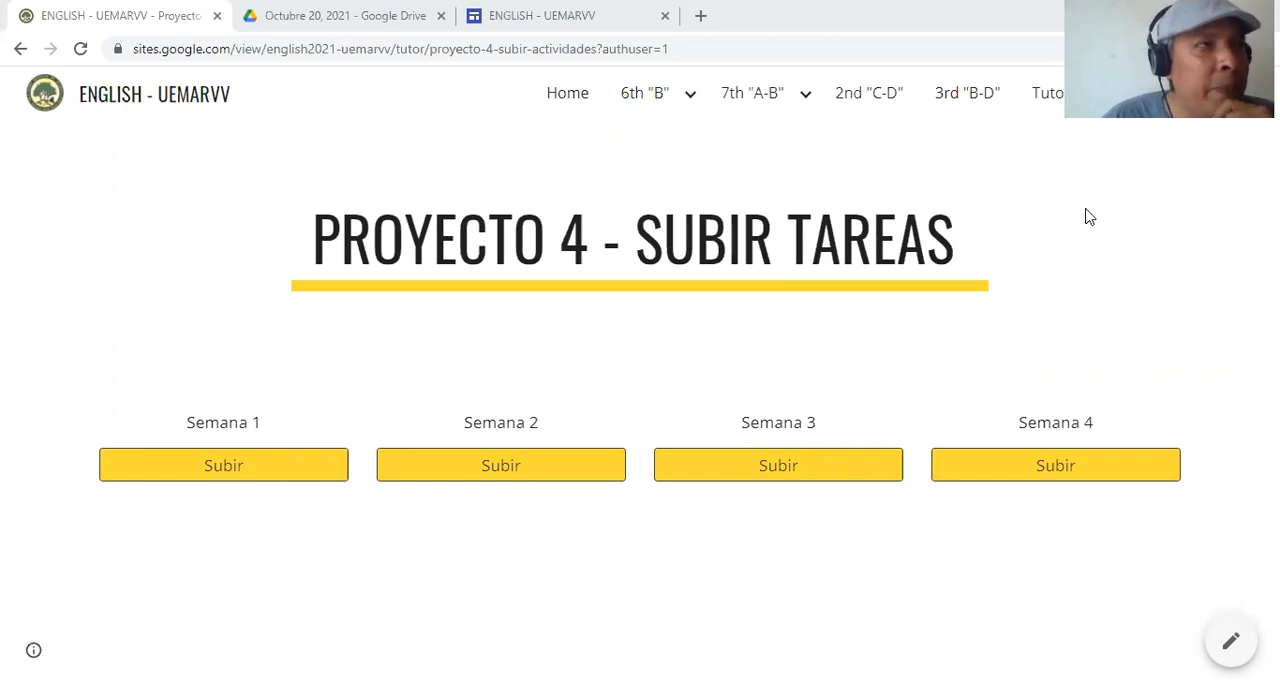 ENGLISH - UEMARVV - Proyecto
Octubre 20, 2021 - Google Drive
ENGLISH - UEMARVV
sites.google.com/view/english2021-uemarvv/tutor/proyecto-4-subir-actividades?authuser=1
ENGLISH - UEMARVV
Home
6th "B"
7th "A-B"
2nd "C-D"
3rd "B-D"
Tuto
PROYECTO 4 - SUBIR TAREAS
Semana 1
Semana 2
Semana 3
Semana 4
Subir
Subir
Subir
Subir